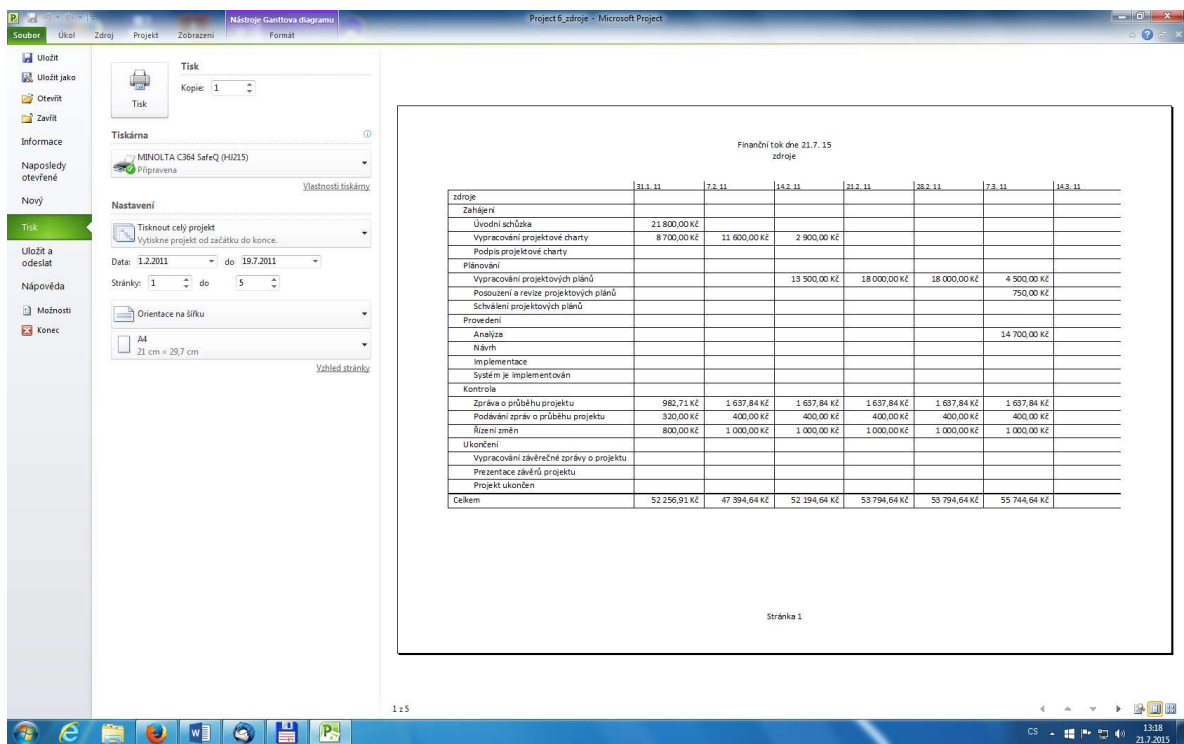 Nástroje Ganttova diagramu
Project 6_zdroje - Microsoft Project
Soubor Úkol Zdroj Projekt Zobrazení Formát
Uložit
Uložit jako
Otevřít
Zavřít
Informace
Naposledy
otevřené
Nový
Tisk
Uložit a
odeslat
Nápověda
Možnosti
Konec
Tisk
Tisk
Kopie: 1
Tiskárna
MINOLTA C364 SafeQ (HJ215)
Připravena
Vlastnosti tiskárny
Nastavení
Tisknout celý projekt
Vytiskne projekt od začátku do konce.
Data: 1.2.2011 do 19.7.2011
Stránky: 1 do 5
Orientace na šířku
A4
21 cm × 29,7 cm
Vzhled stránky
Finanční tok dne 21.7. 15
zdroje
31.1. 11 7.2. 11 14.2. 11 21.2. 11 28.2. 11 7.3. 11 14.3. 11
zdroje
Zahájení
Úvodní schůzka 21 800,00 Kč
Vypracování projektové charty 8 700,00 Kč 11 600,00 Kč 2 900,00 Kč
Podpis projektové charty
Plánování
Vypracování projektových plánů 13 500,00 Kč 18 000,00 Kč 18 000,00 Kč 4 500,00 Kč
Posouzení a revize projektových plánů 750,00 Kč
Schválení projektových plánů
Provedení
Analýza 14 700,00 Kč
Návrh
Implementace
Systém je implementován
Kontrola
Zpráva o průběhu projektu 982,71 Kč 1 637,84 Kč 1 637,84 Kč 1 637,84 Kč 1 637,84 Kč 1 637,84 Kč
Podávání zpráv o průběhu projektu 320,00 Kč 400,00 Kč 400,00 Kč 400,00 Kč 400,00 Kč 400,00 Kč
Řízení změn 800,00 Kč 1 000,00 Kč 1 000,00 Kč 1 000,00 Kč 1 000,00 Kč 1 000,00 Kč
Ukončení
Vypracování závěrečné zprávy o projektu
Prezentace závěrů projektu
Projekt ukončen
Celkem 52 256,91 Kč 47 394,64 Kč 52 194,64 Kč 53 794,64 Kč 53 794,64 Kč 55 744,64 Kč
Stránka 1
1 z 5
CS 13:18
21.7.2015